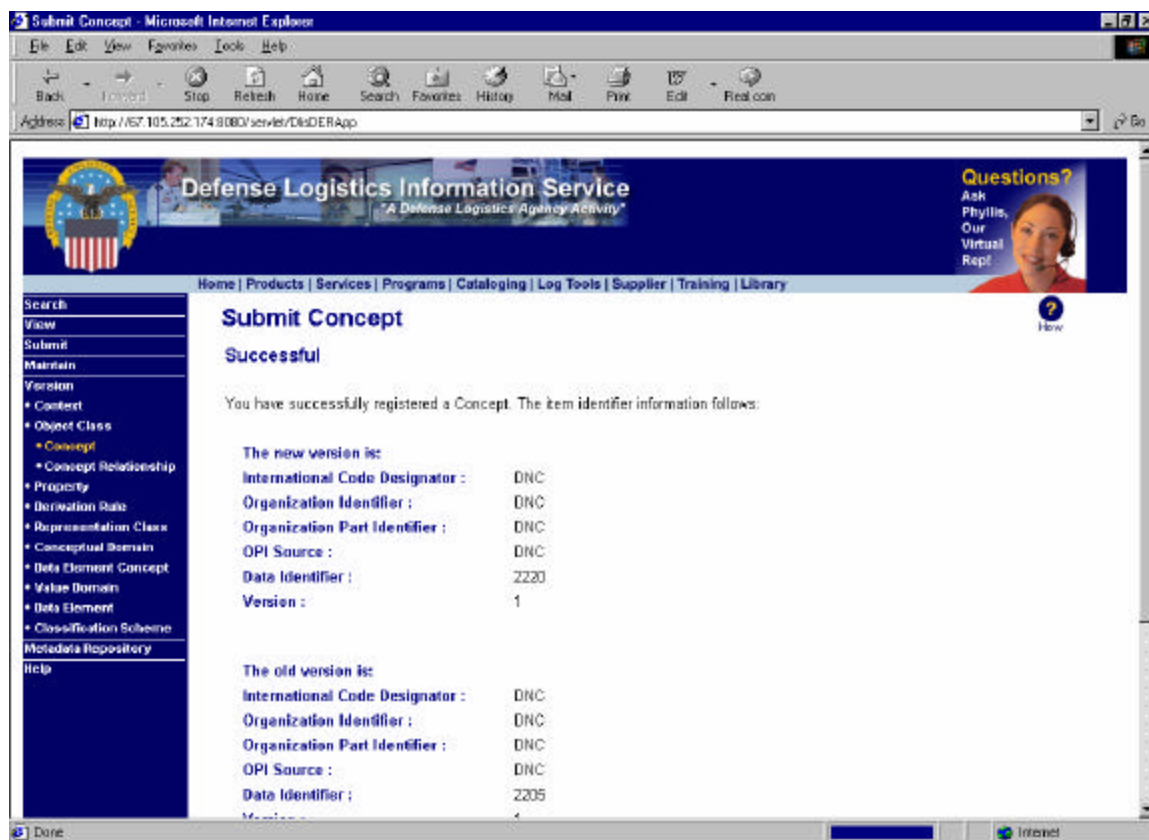 Submit Concept - Microsoft Internet Explorer
File Edit View Favorites Tools Help
Back Forward Stop Refresh Home Search Favorites History Mail Print Edit Real.com
Address http://67.105.252.174:8080/servlet/DlisDERApp Go
Defense Logistics Information Service
"A Defense Logistics Agency Activity"
Questions?
Ask
Phyllis,
Our
Virtual
Rep!
Home | Products | Services | Programs | Cataloging | Log Tools | Supplier | Training | Library
Search
View
Submit
Maintain
Version
• Context
• Object Class
• Concept
• Concept Relationship
• Property
• Derivation Rule
• Representation Class
• Conceptual Domain
• Data Element Concept
• Value Domain
• Data Element
• Classification Scheme
Metadata Repository
Help
Submit Concept
?
How
Successful
You have successfully registered a Concept. The item identifier information follows:
The new version is:
International Code Designator : DNC
Organization Identifier : DNC
Organization Part Identifier : DNC
OPI Source : DNC
Data Identifier : 2220
Version : 1
The old version is:
International Code Designator : DNC
Organization Identifier : DNC
Organization Part Identifier : DNC
OPI Source : DNC
Data Identifier : 2205
Done Internet